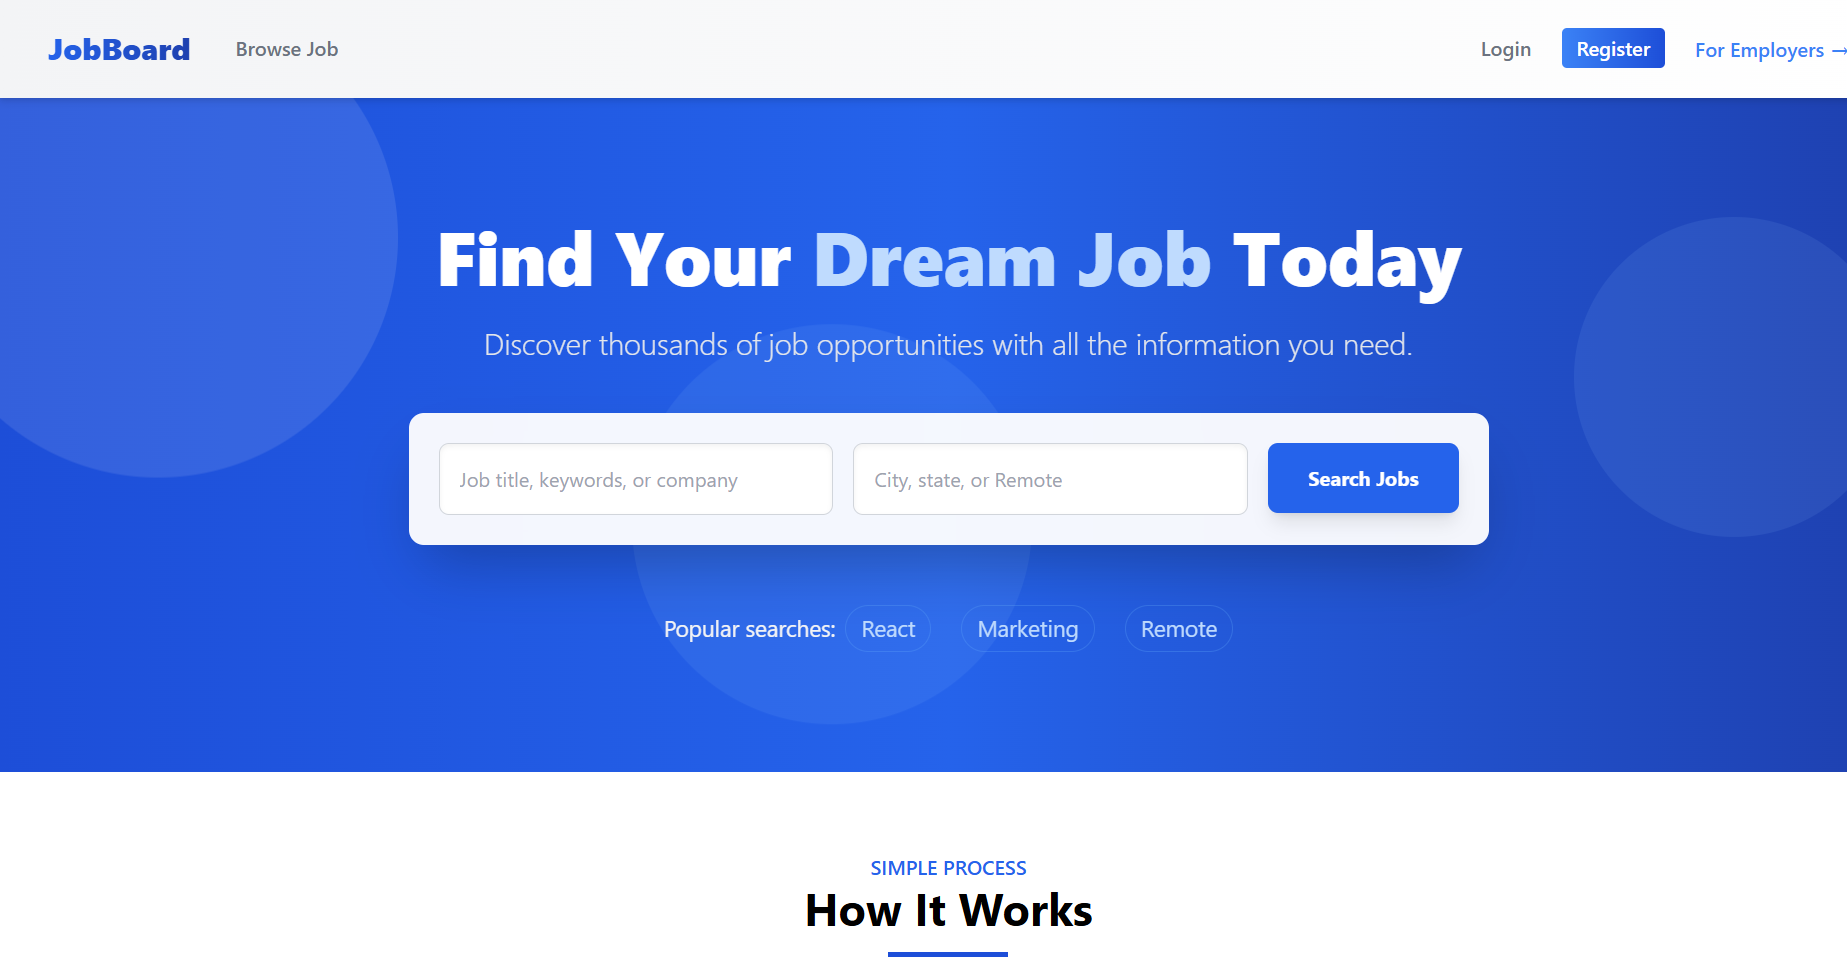 JobBoard
Browse Job
Login
Register
For Employers →
Find Your Dream Job Today
Discover thousands of job opportunities with all the information you need.
Job title, keywords, or company
City, state, or Remote
Search Jobs
Popular searches: React Marketing Remote
SIMPLE PROCESS
How It Works